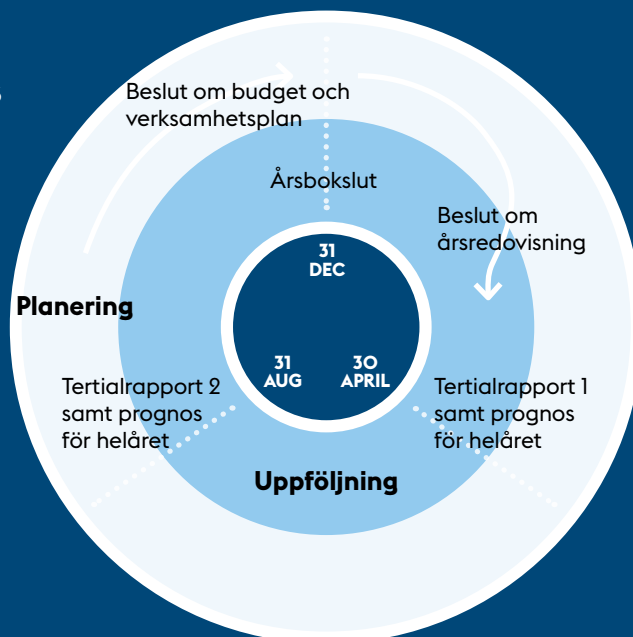 Beslut om budget och
verksamhetsplan
Årsbokslut
Beslut om
årsredovisning
31
DEC
Planering
31
AUG
30
APRIL
Tertialrapport 2
samt prognos
för helåret
Tertialrapport 1
samt prognos
för helåret
Uppföljning